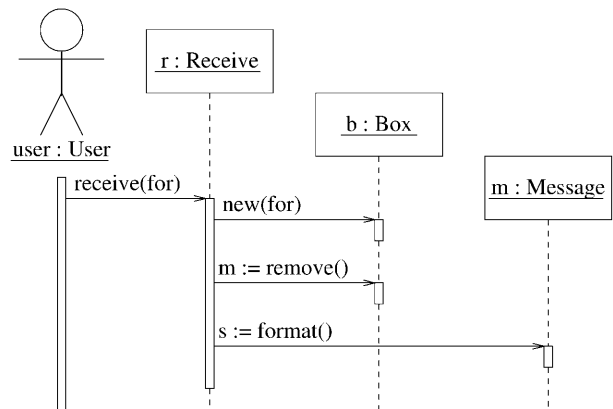 r : Receive
b : Box
user : User
receive(for)
m : Message
new(for)
m := remove()
s := format()